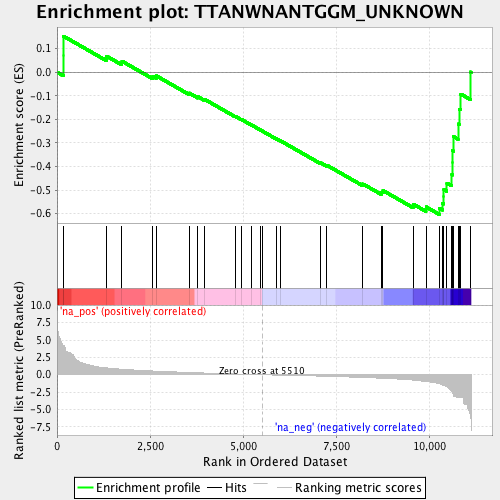 Enrichment plot: TTANWNANTGGM_UNKNOWN
Enrichment score (ES)
0.1
0.0
-0.1
-0.2
-0.3
-0.4
-0.5
-0.6
'na_pos' (positively correlated)
Ranked list metric (PreRanked)
10.0
7.5
5.0
2.5
0.0
-2.5
-5.0
-7.5
Zero cross at 5510
'na_neg' (negatively correlated)
0
2,500
5,000
7,500
10,000
Rank in Ordered Dataset
Enrichment profile
Hits
Ranking metric scores